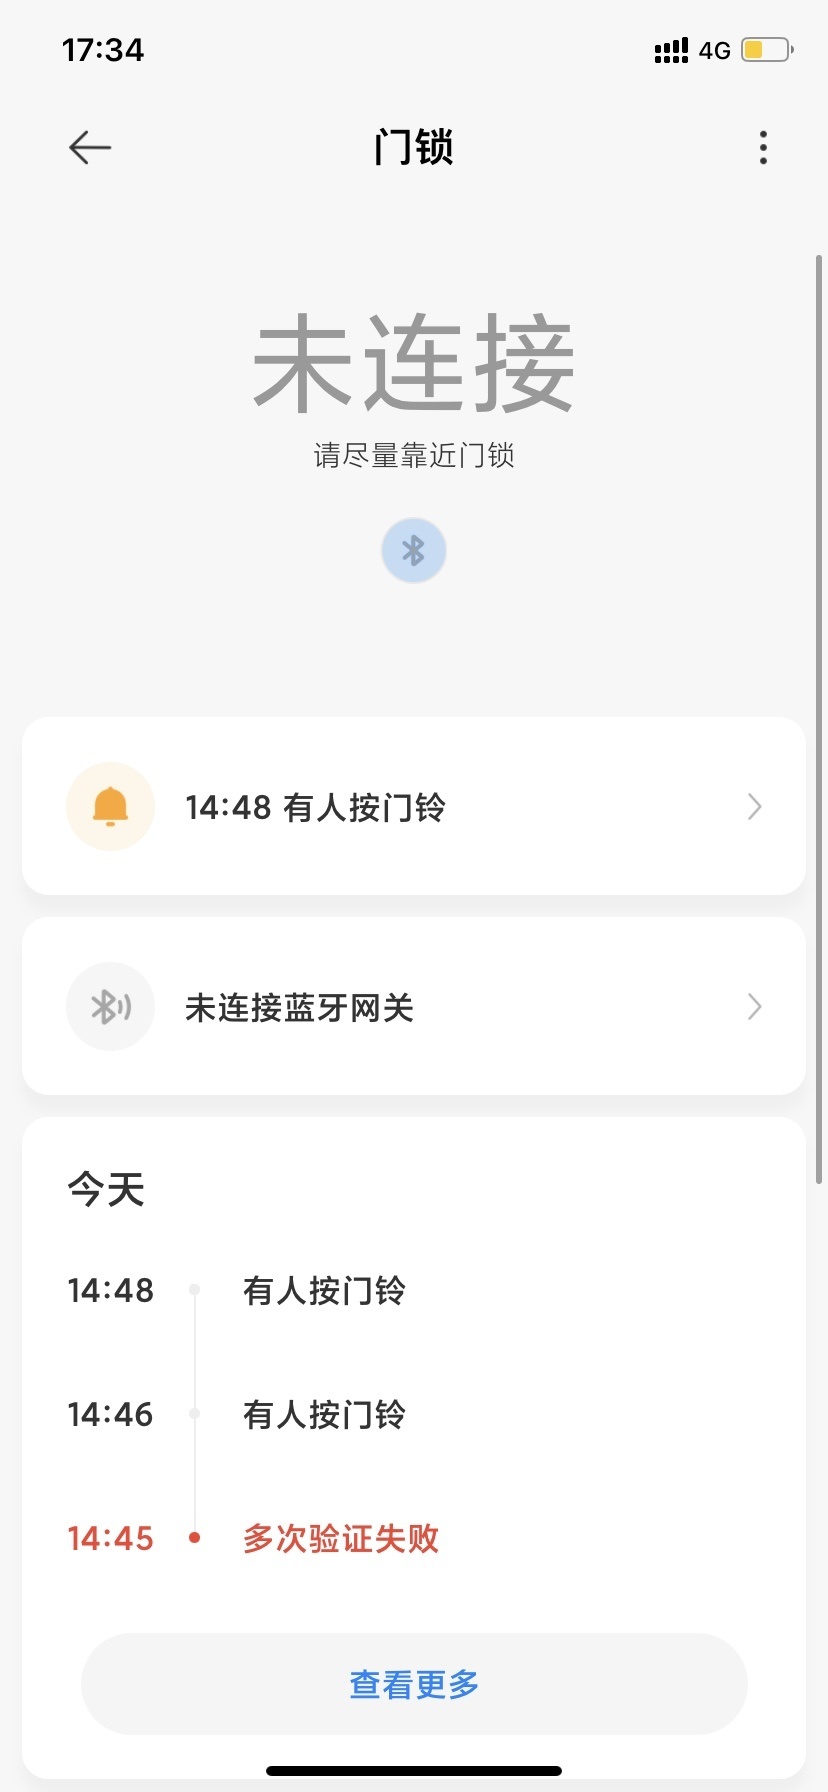 17:34
4G
门锁
未连接
请尽量靠近门锁
14:48 有人按门铃
未连接蓝牙网关
今天
14:48 有人按门铃
14:46 有人按门铃
14:45 多次验证失败
查看更多